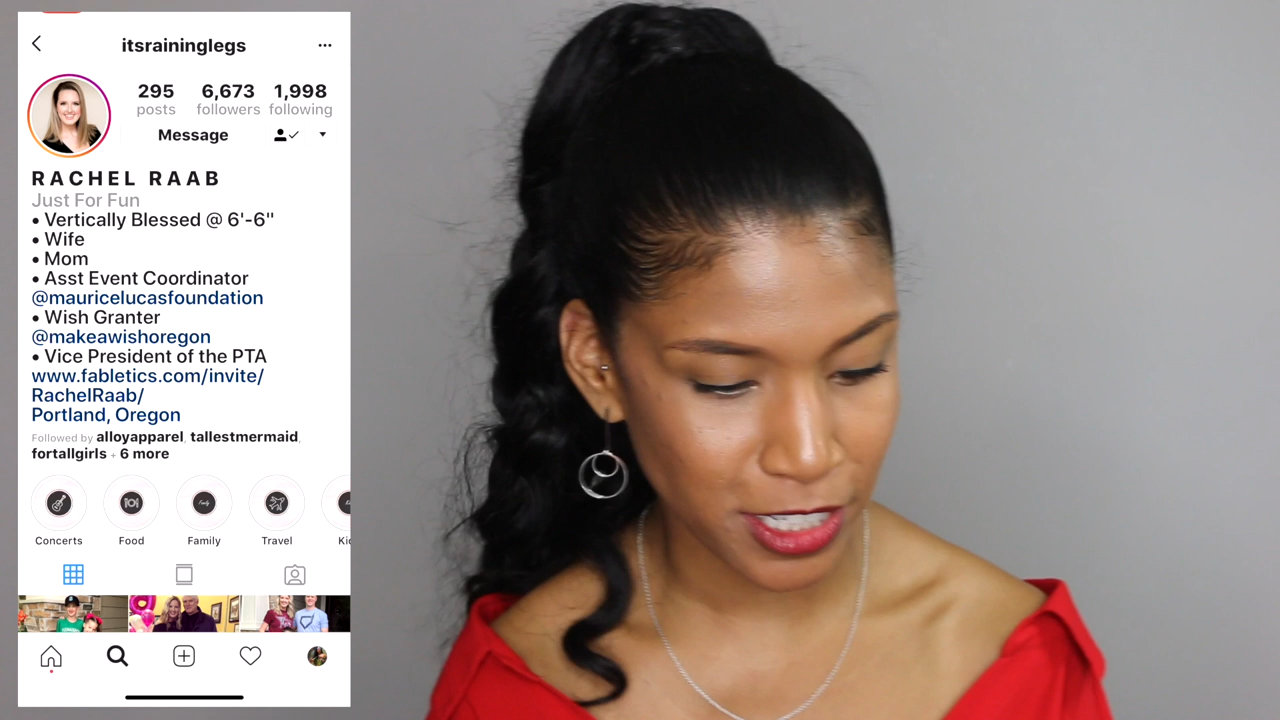 itsraininglegs
295 6,673 1,998
posts followers following
Message
RACHEL RAAB
Just For Fun
• Vertically Blessed @ 6'-6"
• Wife
• Mom
• Asst Event Coordinator
@mauricelucasfoundation
• Wish Granter
@makeawishoregon
• Vice President of the PTA
www.fabletics.com/invite/
RachelRaab/
Portland, Oregon
Followed by alloyapparel, tallestmermaid,
fortallgirls + 6 more
Concerts Food Family Travel